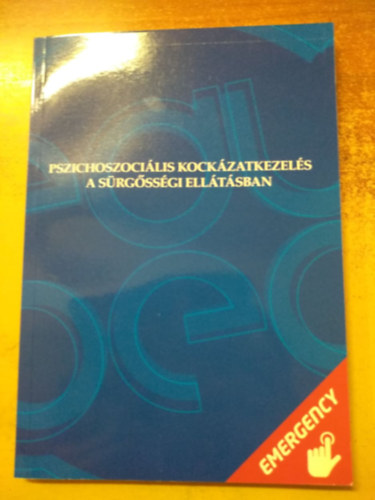 PSZICHOSZOCIÁLIS KOCKÁZATKEZELÉS
A SÜRGŐSSÉGI ELLÁTÁSBAN
EMERGENCY